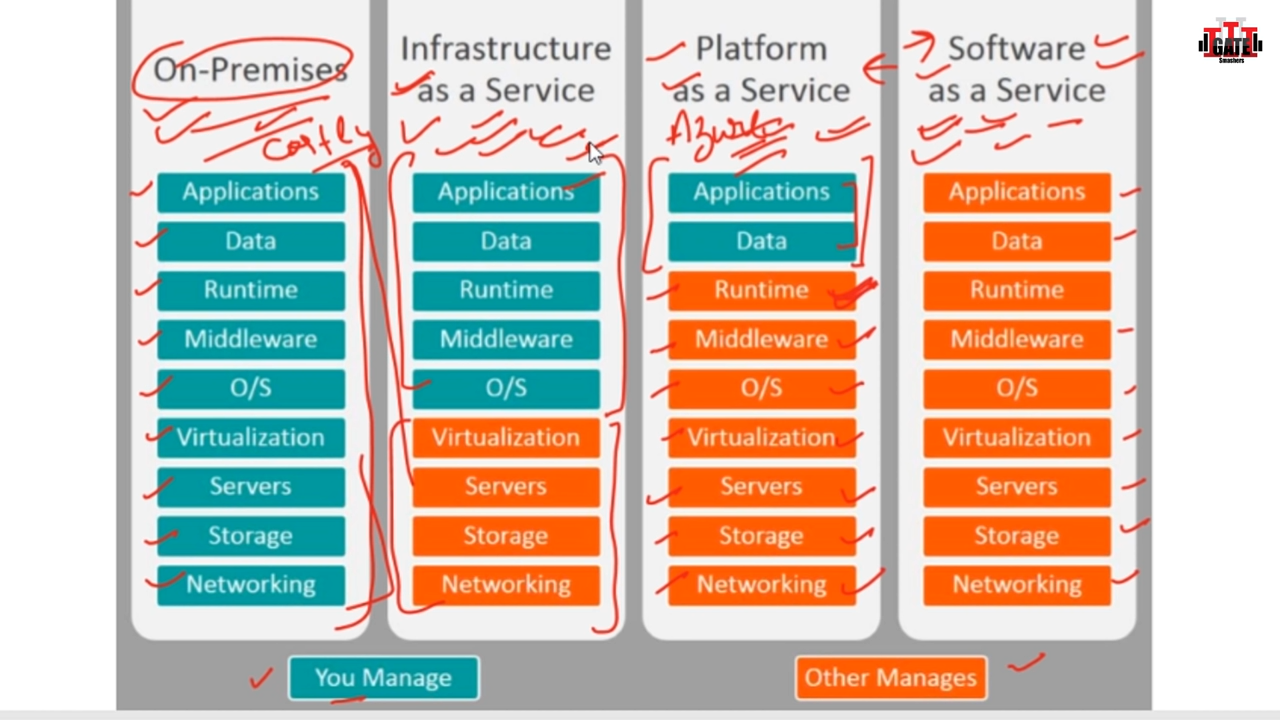 GATE
Smashers
On-Premises
Costly
Applications
Data
Runtime
Middleware
O/S
Virtualization
Servers
Storage
Networking
Infrastructure
as a Service
Applications
Data
Runtime
Middleware
O/S
Virtualization
Servers
Storage
Networking
Platform
as a Service
Azure
Applications
Data
Runtime
Middleware
O/S
Virtualization
Servers
Storage
Networking
Software
as a Service
Applications
Data
Runtime
Middleware
O/S
Virtualization
Servers
Storage
Networking
You Manage
Other Manages